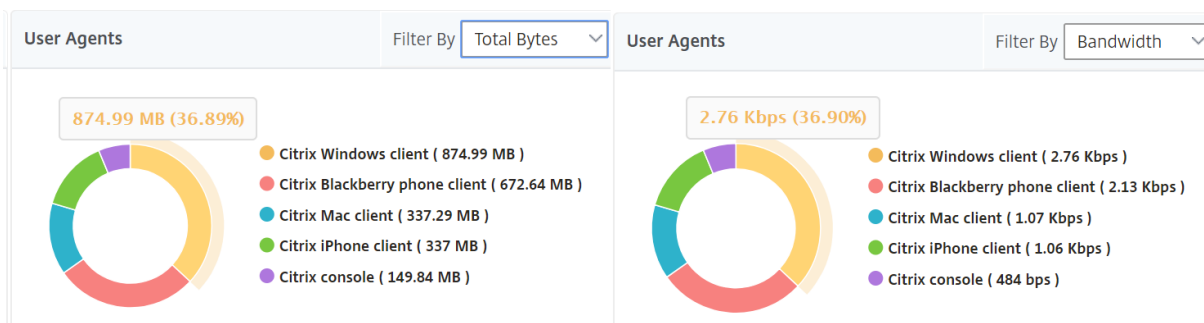 User Agents
Filter By Total Bytes
874.99 MB (36.89%)
Citrix Windows client ( 874.99 MB )
Citrix Blackberry phone client ( 672.64 MB )
Citrix Mac client ( 337.29 MB )
Citrix iPhone client ( 337 MB )
Citrix console ( 149.84 MB )
User Agents
Filter By Bandwidth
2.76 Kbps (36.90%)
Citrix Windows client ( 2.76 Kbps )
Citrix Blackberry phone client ( 2.13 Kbps )
Citrix Mac client ( 1.07 Kbps )
Citrix iPhone client ( 1.06 Kbps )
Citrix console ( 484 bps )